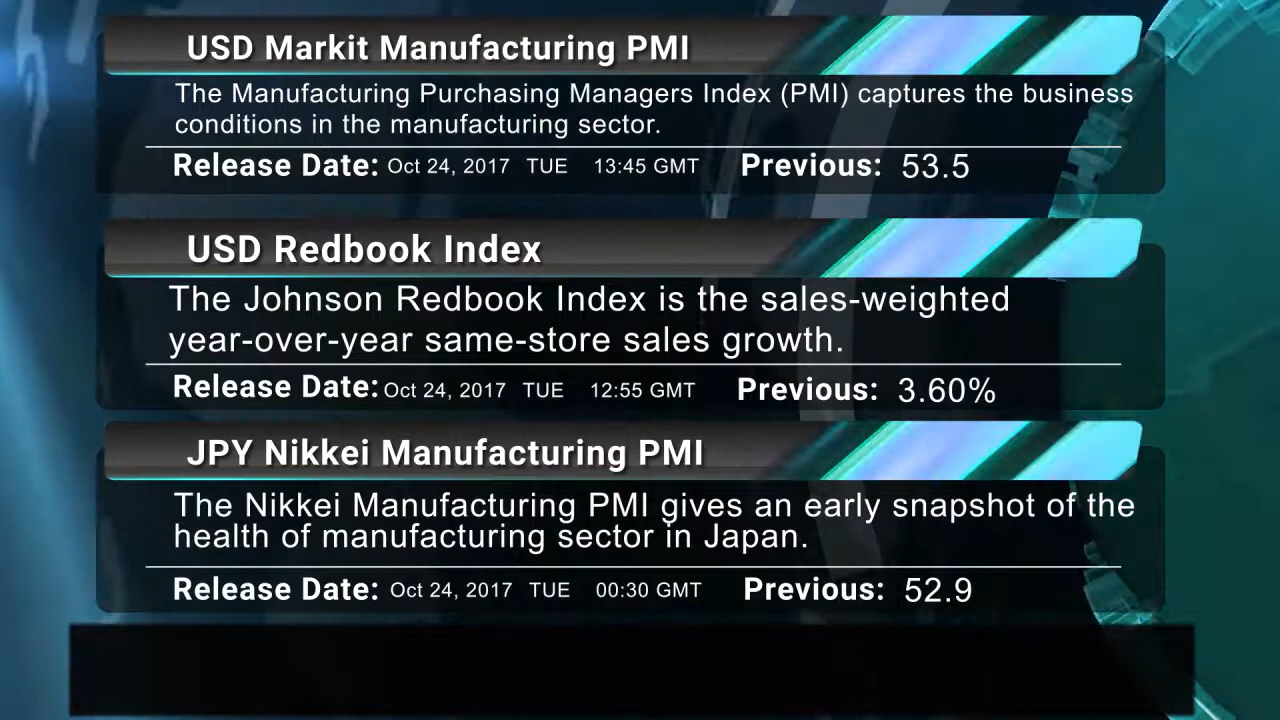 USD Markit Manufacturing PMI
The Manufacturing Purchasing Managers Index (PMI) captures the business
conditions in the manufacturing sector.
Release Date: Oct 24, 2017 TUE 13:45 GMT Previous: 53.5
USD Redbook Index
The Johnson Redbook Index is the sales-weighted
year-over-year same-store sales growth.
Release Date: Oct 24, 2017 TUE 12:55 GMT Previous: 3.60%
JPY Nikkei Manufacturing PMI
The Nikkei Manufacturing PMI gives an early snapshot of the
health of manufacturing sector in Japan.
Release Date: Oct 24, 2017 TUE 00:30 GMT Previous: 52.9